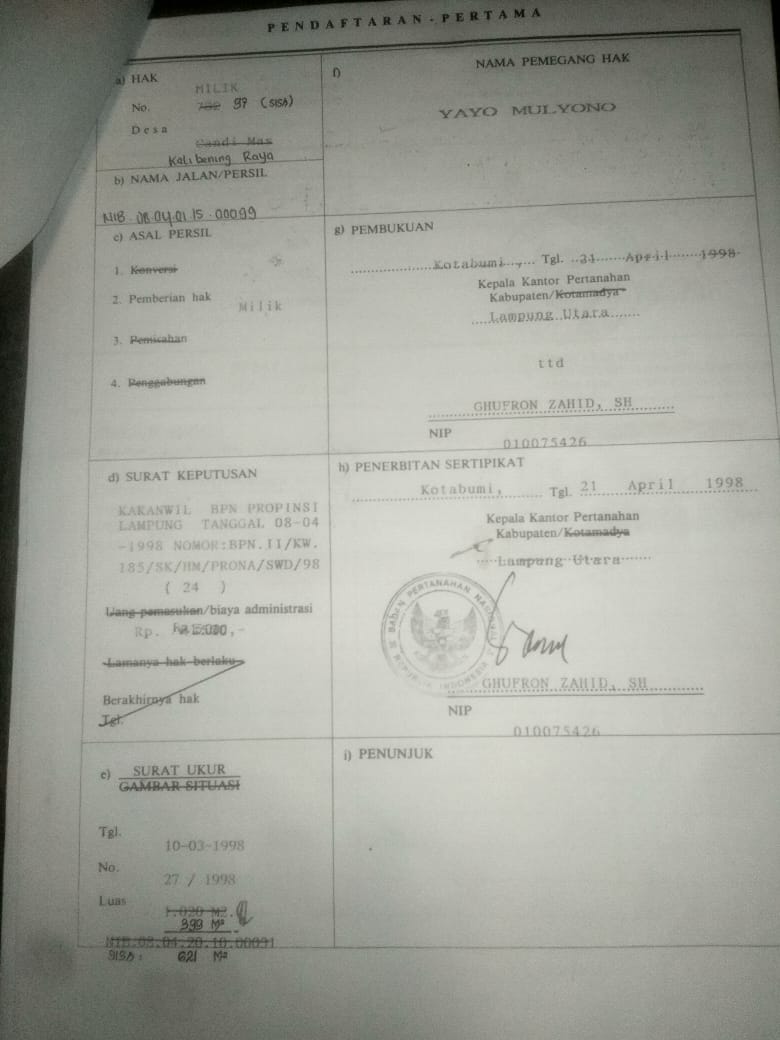 PENDAFTARAN - PERTAMA
a) HAK
MILIK
No. 782 97 (SISA)
Desa
Candi Mas
Kalibening Raya
b) NAMA JALAN/PERSIL
NIB. 08.04.01.15.00099
c) ASAL PERSIL
1. Konversi
2. Pemberian hak
Milik
3. Pemisahan
4. Penggabungan
d) SURAT KEPUTUSAN
KAKANWIL BPN PROPINSI
LAMPUNG TANGGAL 08-04
-1998 NOMOR:BPN.II/KW.
185/SK/HM/PRONA/SWD/98
( 24 )
Uang pemasukan/biaya administrasi
Rp.
Lamanya hak berlaku
Berakhirnya hak
Tgl.
e) SURAT UKUR
GAMBAR SITUASI
Tgl.
10-03-1998
No.
27 / 1998
Luas
1.020 M2.
399 M²
NIB.08.04.20.10.00091
SISA : 621 M²
f) NAMA PEMEGANG HAK
YAYO MULYONO
g) PEMBUKUAN
Kotabumi, Tgl. 21 April 1998
Kepala Kantor Pertanahan
Kabupaten/Kotamadya
Lampung Utara
ttd
GHUFRON ZAHID, SH
NIP
010075426
h) PENERBITAN SERTIPIKAT
Kotabumi, Tgl. 21 April 1998
Kepala Kantor Pertanahan
Kabupaten/Kotamadya
Lampung Utara
BADAN PERTANAHAN NASIONAL
REPUBLIK INDONESIA
GHUFRON ZAHID, SH
NIP
010075426
i) PENUNJUK